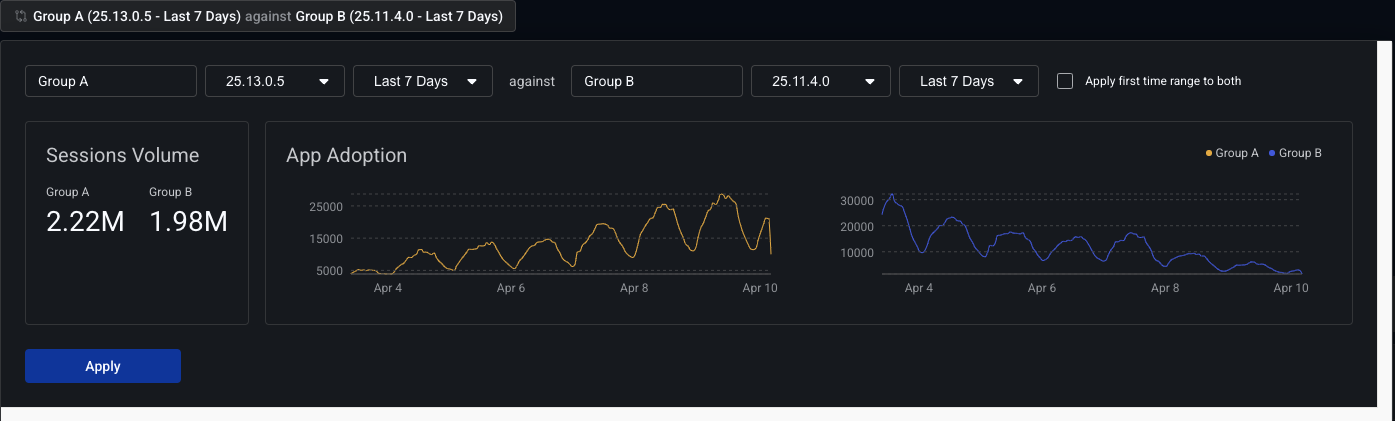 Group A (25.13.0.5 - Last 7 Days) against Group B (25.11.4.0 - Last 7 Days)
Group A 25.13.0.5 Last 7 Days against Group B 25.11.4.0 Last 7 Days Apply first time range to both
Sessions Volume
Group A Group B
2.22M 1.98M
App Adoption
Group A Group B
25000
15000
5000
Apr 4 Apr 6 Apr 8 Apr 10
30000
20000
10000
Apr 4 Apr 6 Apr 8 Apr 10
Apply